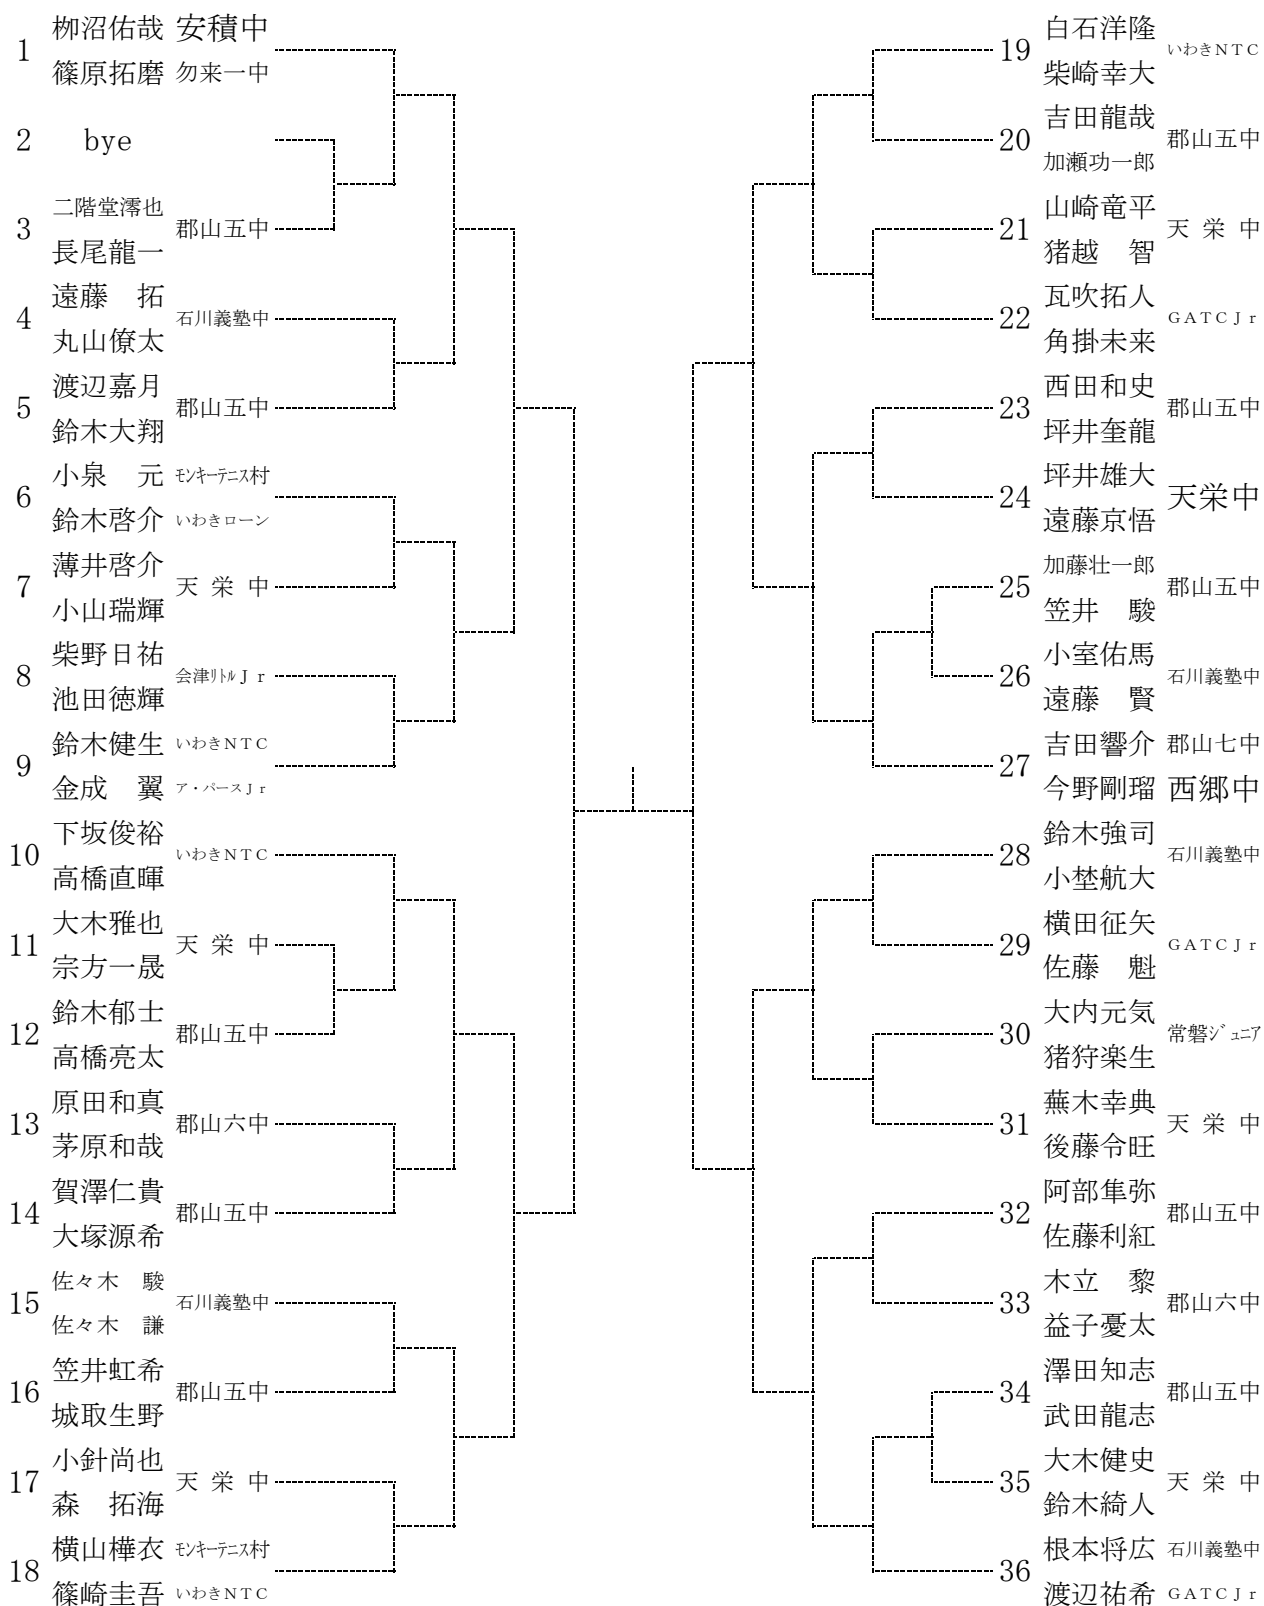 1 栁沼佑哉 安積中
篠原拓磨 勿来一中
2 bye
3 二階堂澪也 郡山五中
長尾龍一
4 遠藤　拓 石川義塾中
丸山僚太
5 渡辺嘉月 郡山五中
鈴木大翔
6 小泉　元 モンキーテニス村
鈴木啓介 いわきローン
7 薄井啓介 天栄中
小山瑞輝
8 柴野日祐 会津リトルＪｒ
池田徳輝
9 鈴木健生 いわきＮＴＣ
金成　翼 ア・パースＪｒ
10 下坂俊裕 いわきＮＴＣ
高橋直暉
11 大木雅也 天栄中
宗方一晟
12 鈴木郁士 郡山五中
高橋亮太
13 原田和真 郡山六中
茅原和哉
14 賀澤仁貴 郡山五中
大塚源希
15 佐々木　駿 石川義塾中
佐々木　謙
16 笠井虹希 郡山五中
城取生野
17 小針尚也 天栄中
森　拓海
18 横山樺衣 モンキーテニス村
篠崎圭吾 いわきＮＴＣ
19 白石洋隆 いわきＮＴＣ
柴崎幸大
20 吉田龍哉 郡山五中
加瀬功一郎
21 山崎竜平 天栄中
猪越　智
22 瓦吹拓人 ＧＡＴＣＪｒ
角掛未来
23 西田和史 郡山五中
坪井奎龍
24 坪井雄大 天栄中
遠藤京悟
25 加藤壮一郎 郡山五中
笠井　駿
26 小室佑馬 石川義塾中
遠藤　賢
27 吉田響介 郡山七中
今野剛瑠 西郷中
28 鈴木強司 石川義塾中
小埜航大
29 横田征矢 ＧＡＴＣＪｒ
佐藤　魁
30 大内元気 常磐ジュニア
猪狩楽生
31 蕪木幸典 天栄中
後藤令旺
32 阿部隼弥 郡山五中
佐藤利紅
33 木立　黎 郡山六中
益子憂太
34 澤田知志 郡山五中
武田龍志
35 大木健史 天栄中
鈴木綺人
36 根本将広 石川義塾中
渡辺祐希 ＧＡＴＣＪｒ